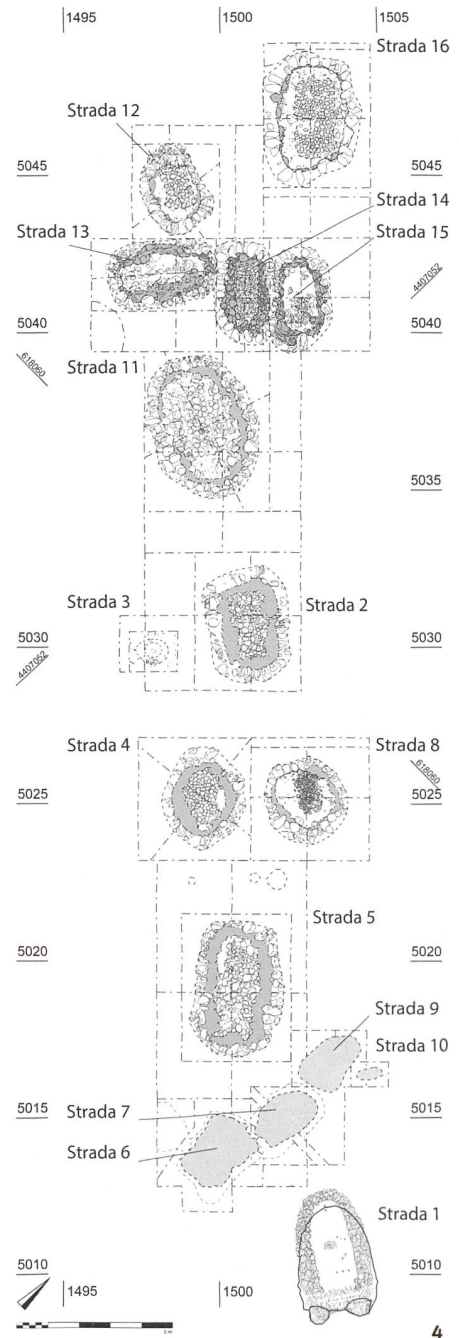 1495 1500 1505
Strada 16
Strada 12
5045 5045
Strada 14
Strada 13 Strada 15
4407052
5040 5040
618060
Strada 11
5035
Strada 3 Strada 2
5030 5030
4407052
Strada 4 Strada 8
618060
5025 5025
Strada 5
5020 5020
Strada 9
Strada 10
5015 5015
Strada 7
Strada 6
Strada 1
5010 5010
1495 1500
5 m
4